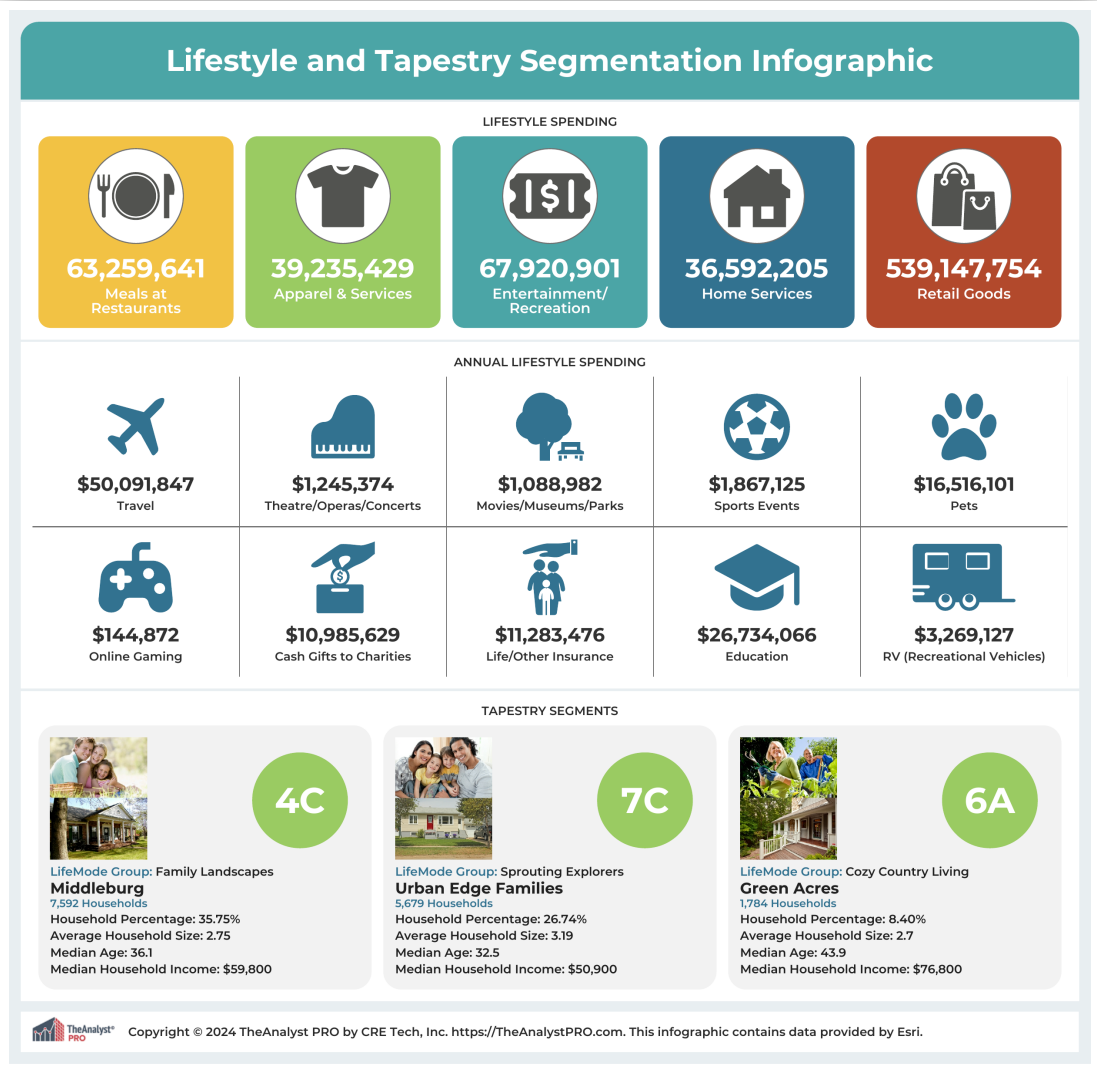 Lifestyle and Tapestry Segmentation Infographic
LIFESTYLE SPENDING
63,259,641
Meals at
Restaurants
39,235,429
Apparel & Services
$
67,920,901
Entertainment/
Recreation
36,592,205
Home Services
539,147,754
Retail Goods
ANNUAL LIFESTYLE SPENDING
$50,091,847
Travel
$1,245,374
Theatre/Operas/Concerts
$1,088,982
Movies/Museums/Parks
$1,867,125
Sports Events
$16,516,101
Pets
$144,872
Online Gaming
$
$10,985,629
Cash Gifts to Charities
$11,283,476
Life/Other Insurance
$26,734,066
Education
$3,269,127
RV (Recreational Vehicles)
TAPESTRY SEGMENTS
4C
LifeMode Group: Family Landscapes
Middleburg
7,592 Households
Household Percentage: 35.75%
Average Household Size: 2.75
Median Age: 36.1
Median Household Income: $59,800
7C
LifeMode Group: Sprouting Explorers
Urban Edge Families
5,679 Households
Household Percentage: 26.74%
Average Household Size: 3.19
Median Age: 32.5
Median Household Income: $50,900
6A
LifeMode Group: Cozy Country Living
Green Acres
1,784 Households
Household Percentage: 8.40%
Average Household Size: 2.7
Median Age: 43.9
Median Household Income: $76,800
TheAnalyst®
PRO
Copyright © 2024 TheAnalyst PRO by CRE Tech, Inc. https://TheAnalystPRO.com. This infographic contains data provided by Esri.